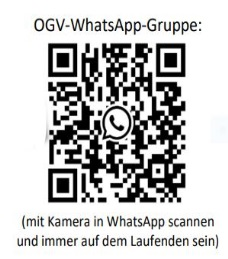 OGV-WhatsApp-Gruppe:
(mit Kamera in WhatsApp scannen
und immer auf dem Laufenden sein)